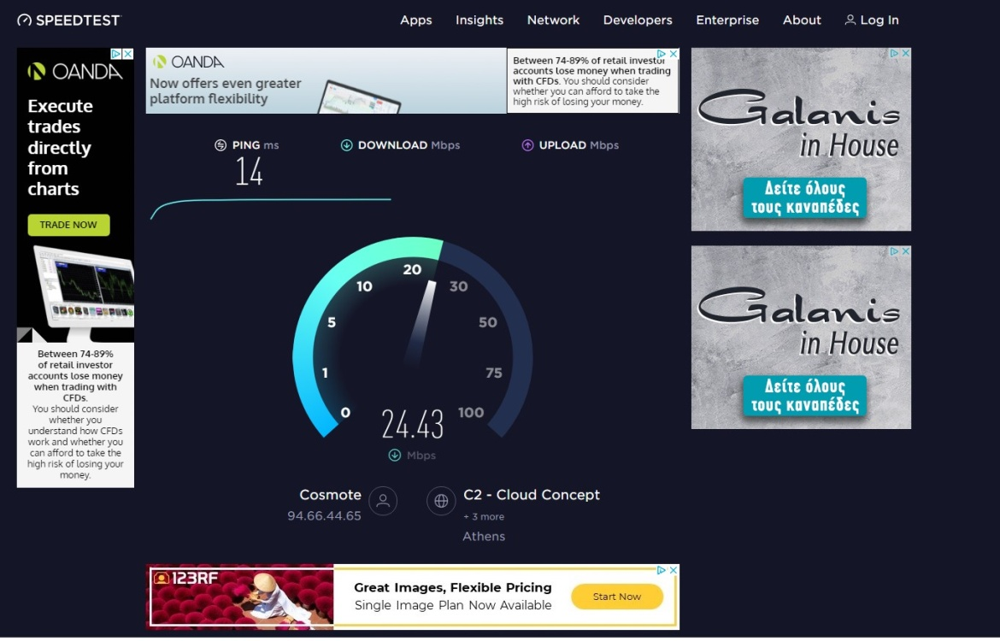 SPEEDTEST
Apps Insights Network Developers Enterprise About Log In
OANDA
Execute
trades
directly
from
charts
TRADE NOW
Between 74-89%
of retail investor
accounts lose money
when trading with
CFDs.
You should consider
whether you
understand how CFDs
work and whether you
can afford to take the
high risk of losing your
money.
OANDA
Now offers even greater
platform flexibility
Between 74-89% of retail investor
accounts lose money when trading
with CFDs. You should consider
whether you can afford to take the
high risk of losing your money.
PING ms
14
DOWNLOAD Mbps
UPLOAD Mbps
0
1
5
10
20
30
50
75
100
24.43
Mbps
Cosmote
94.66.44.65
C2 - Cloud Concept
+ 3 more
Athens
Galanis
in House
Δείτε όλους
τους καναπέδες
Galanis
in House
Δείτε όλους
τους καναπέδες
123RF
Great Images, Flexible Pricing
Single Image Plan Now Available
Start Now